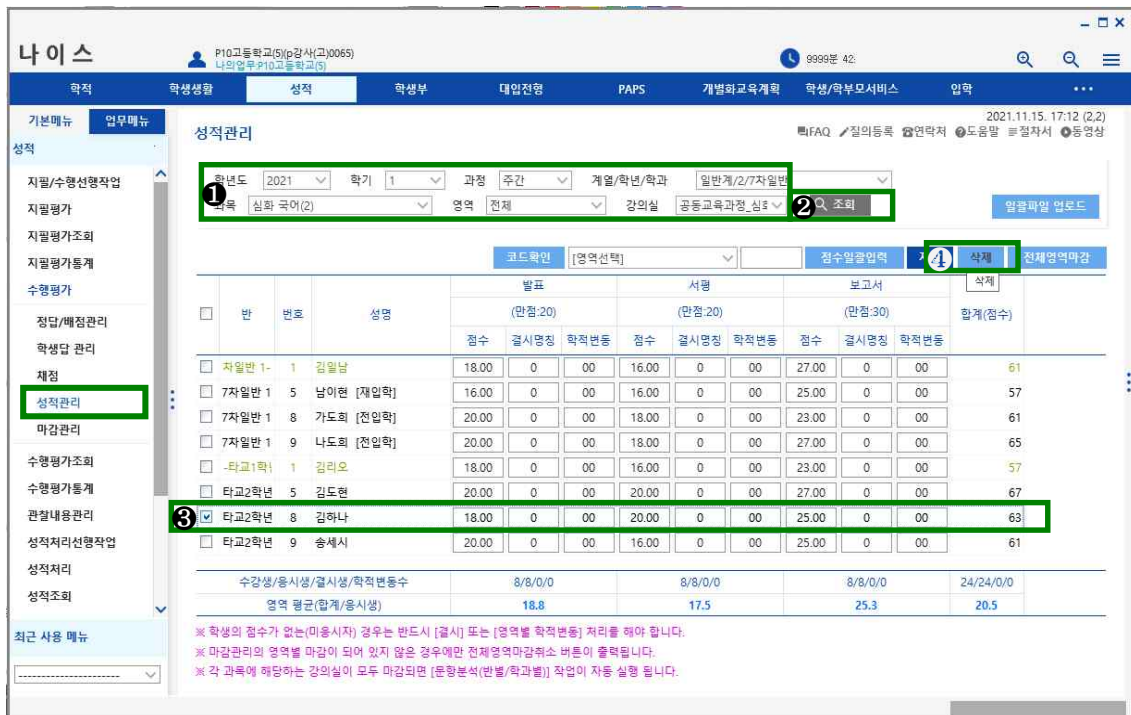 나이스
P10고등학교(5)(p강사(고)0065)
나의업무:P10고등학교(5)
9999분 42
학적 학생생활 성적 학생부 대입전형 PAPS 개별화교육계획 학생/학부모서비스 입학 •••
기본메뉴 업무메뉴
2021.11.15. 17:12 (2,2)
성적관리
FAQ 질의등록 연락처 도움말 절차서 동영상
성적
지필/수행선행작업
지필평가
지필평가조회
지필평가통계
수행평가
정답/배점관리
학생답 관리
채점
성적관리
마감관리
수행평가조회
수행평가통계
관찰내용관리
성적처리선행작업
성적처리
성적조회
최근 사용 메뉴
----------------------
❶
학년도 2021 학기 1 과정 주간 계열/학년/학과 일반계/2/7차일반
심화 국어(2) 영역 전체 강의실 공동교육과정_심화 ❷ 조회 일괄파일 업로드
코드확인 [영역선택] 점수일괄입력 ④ 삭제 전체영역마감
삭제
반 번호 성명 발표 서평 보고서 합계(점수)
(만점:20) (만점:20) (만점:30)
점수 결시명칭 학적변동 점수 결시명칭 학적변동 점수 결시명칭 학적변동
차일반 1- 1 김일남 18.00 0 00 16.00 0 00 27.00 0 00 61
7차일반 1 5 남이현 [재입학] 16.00 0 00 16.00 0 00 25.00 0 00 57
7차일반 1 8 가도희 [전입학] 20.00 0 00 18.00 0 00 23.00 0 00 61
7차일반 1 9 나도희 [전입학] 20.00 0 00 18.00 0 00 27.00 0 00 65
-타교1학 1 김리오 18.00 0 00 16.00 0 00 23.00 0 00 57
타교2학년 5 김도현 20.00 0 00 20.00 0 00 27.00 0 00 67
❸ 타교2학년 8 김하나 18.00 0 00 20.00 0 00 25.00 0 00 63
타교2학년 9 송세시 20.00 0 00 16.00 0 00 25.00 0 00 61
수강생/응시생/결시생/학적변동수 8/8/0/0 8/8/0/0 8/8/0/0 24/24/0/0
영역 평균(합계/응시생) 18.8 17.5 25.3 20.5
※ 학생의 점수가 없는(미응시자) 경우는 반드시 [결시] 또는 [영역별 학적변동] 처리를 해야 합니다.
※ 마감관리의 영역별 마감이 되어 있지 않은 경우에만 전체영역마감취소 버튼이 출력됩니다.
※ 각 과목에 해당하는 강의실이 모두 마감되면 [문항분석(반별/학과별)] 작업이 자동 실행 됩니다.